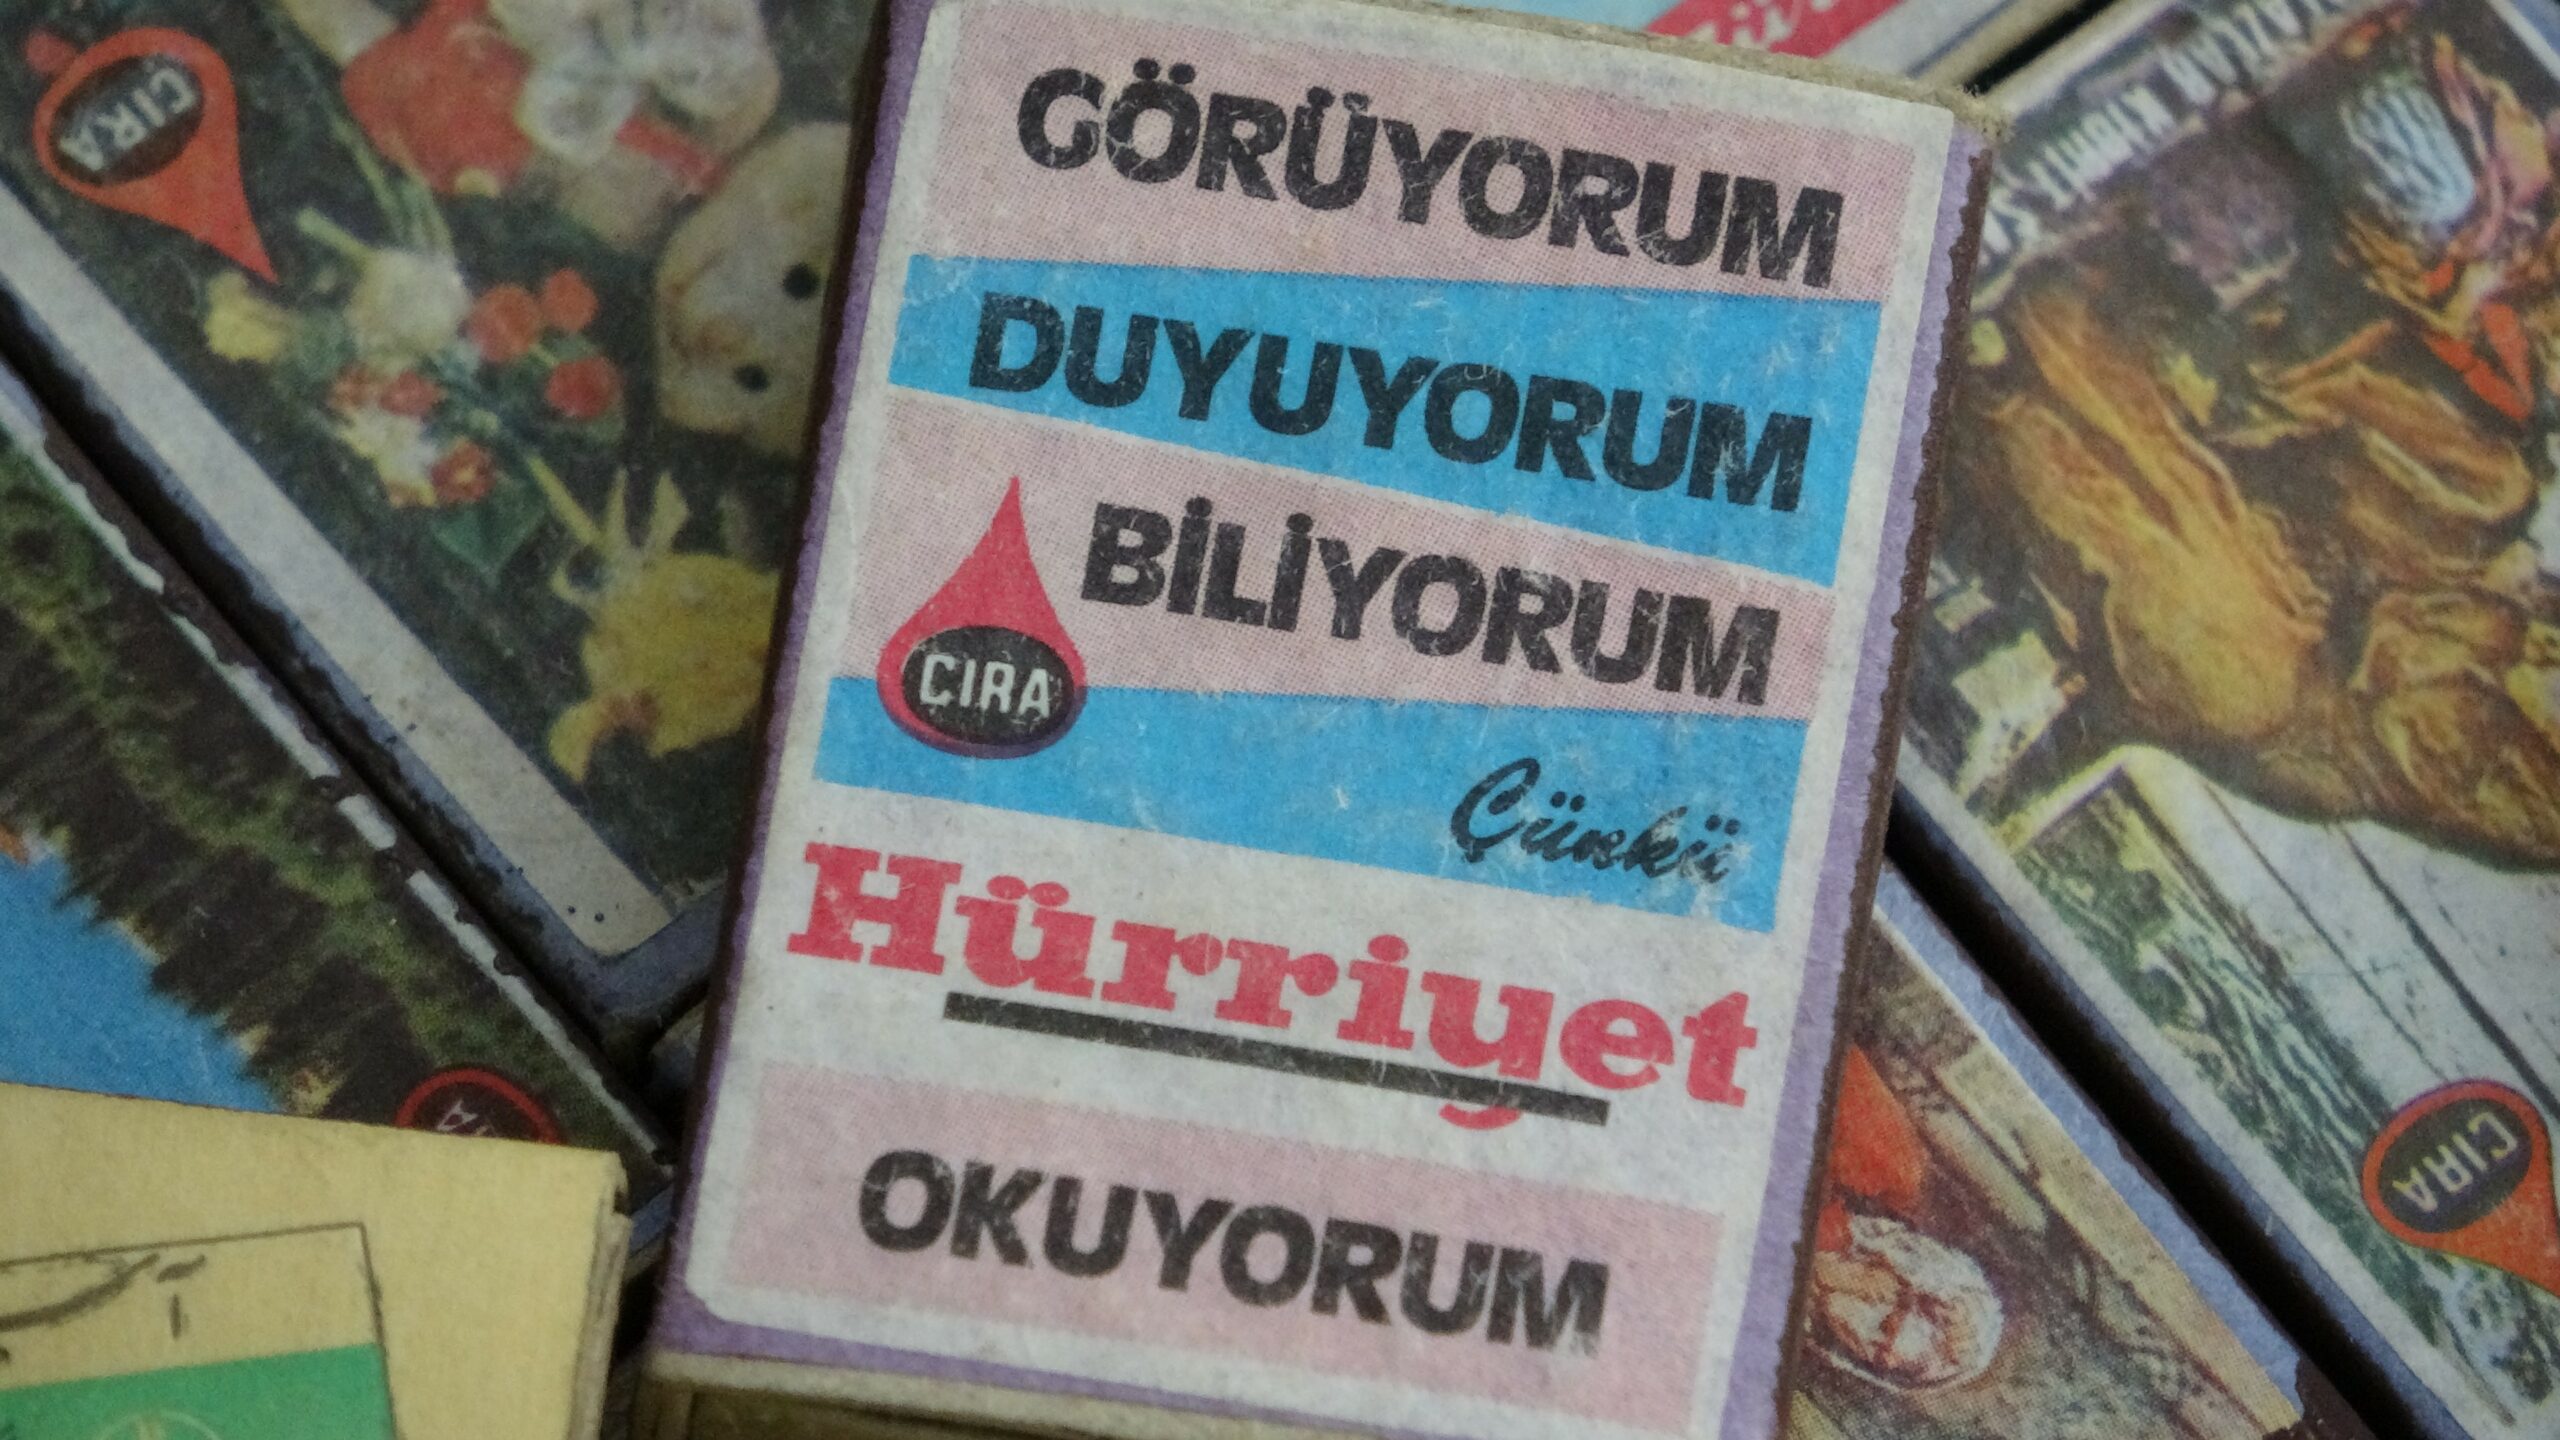 GÖRÜYORUM
DUYUYORUM
BİLİYORUM
ÇIRA
Çünkü
Hürriyet
OKUYORUM
ÇIRA
ÇIRA